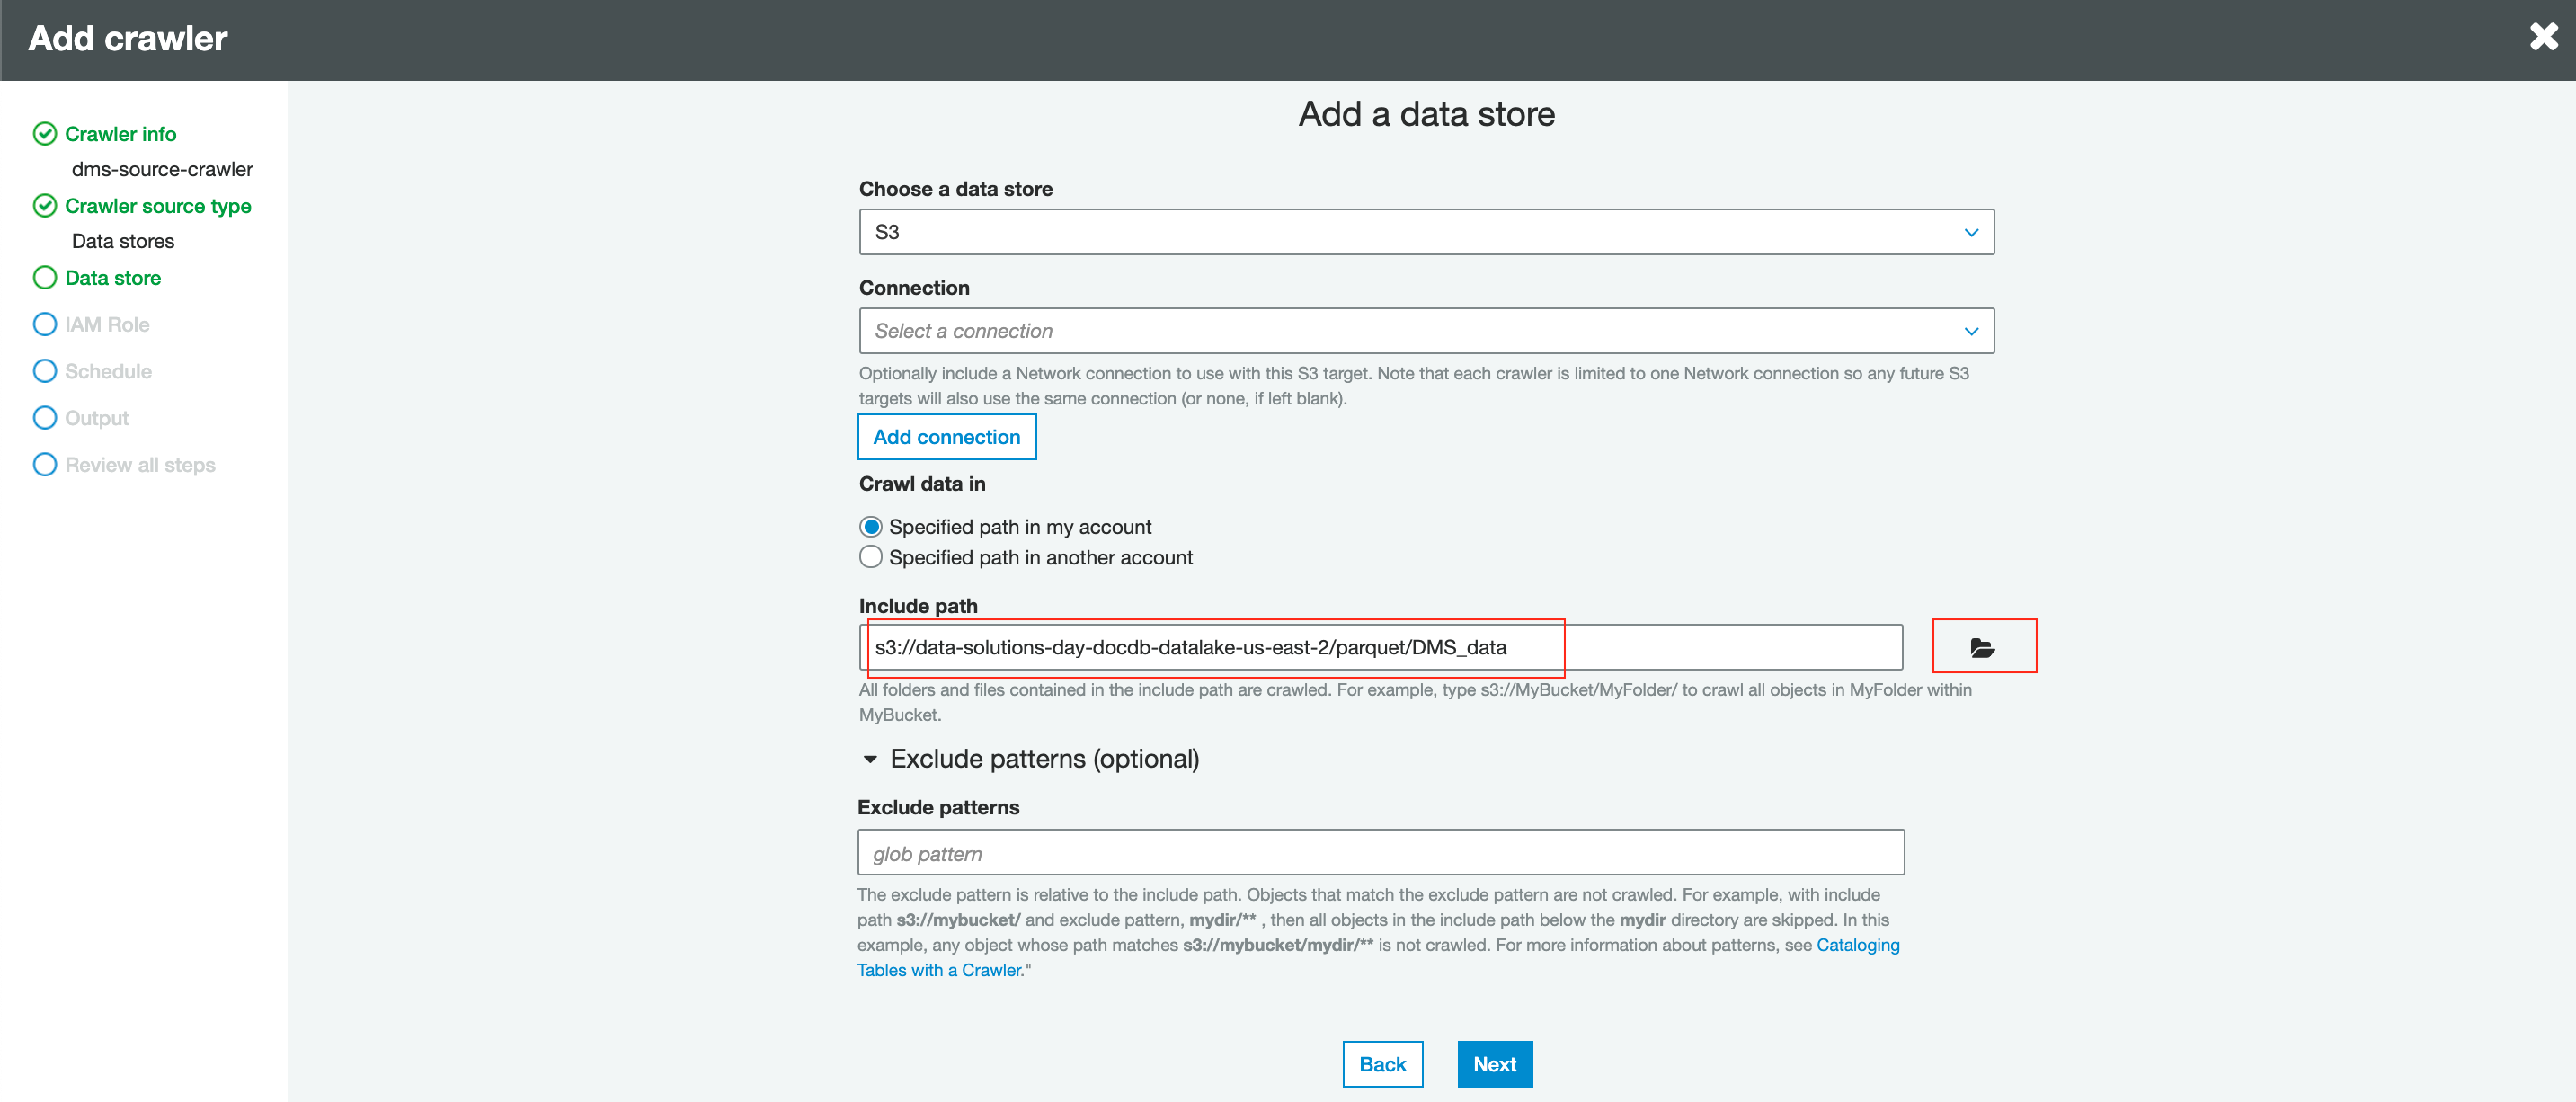 Add crawler
Crawler info
dms-source-crawler
Crawler source type
Data stores
Data store
IAM Role
Schedule
Output
Review all steps
Add a data store
Choose a data store
S3
Connection
Select a connection
Optionally include a Network connection to use with this S3 target. Note that each crawler is limited to one Network connection so any future S3
targets will also use the same connection (or none, if left blank).
Add connection
Crawl data in
Specified path in my account
Specified path in another account
Include path
s3://data-solutions-day-docdb-datalake-us-east-2/parquet/DMS_data
All folders and files contained in the include path are crawled. For example, type s3://MyBucket/MyFolder/ to crawl all objects in MyFolder within
MyBucket.
Exclude patterns (optional)
Exclude patterns
glob pattern
The exclude pattern is relative to the include path. Objects that match the exclude pattern are not crawled. For example, with include
path s3://mybucket/ and exclude pattern, mydir/** , then all objects in the include path below the mydir directory are skipped. In this
example, any object whose path matches s3://mybucket/mydir/** is not crawled. For more information about patterns, see Cataloging
Tables with a Crawler."
Back
Next